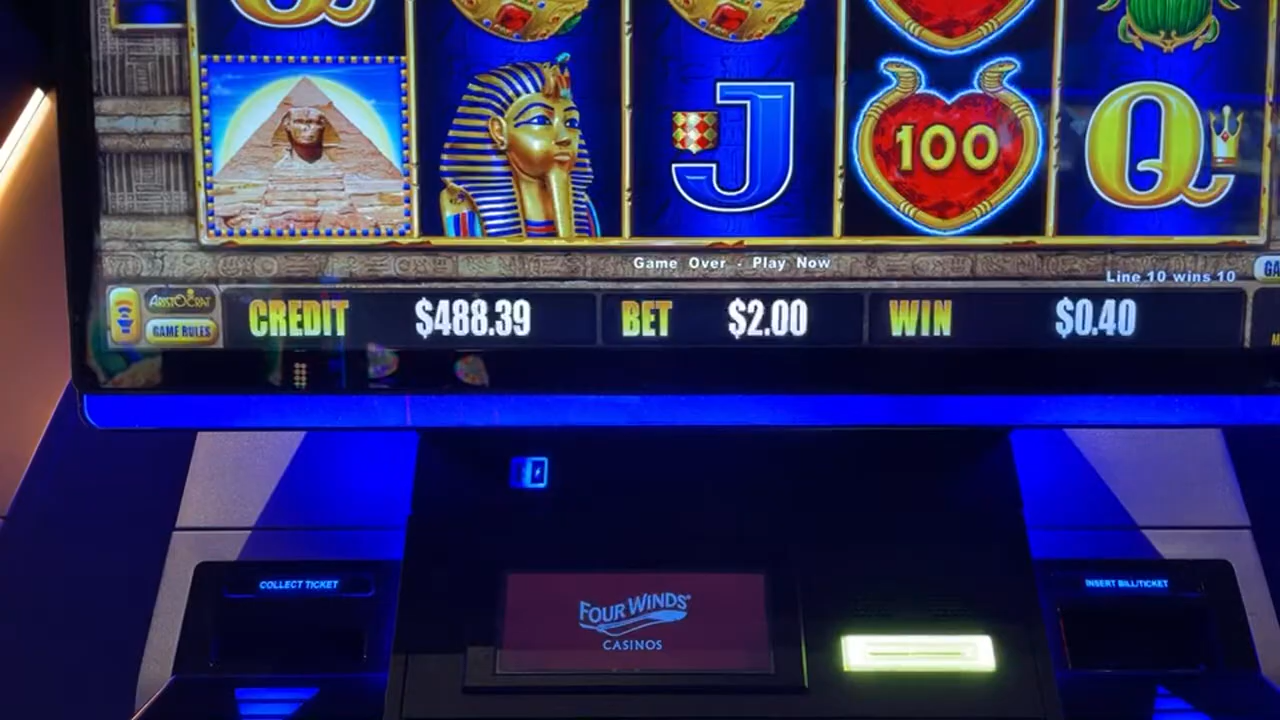 J
100
Q
Game Over - Play Now
Line 10 wins 10
ARISTOCRAT
GAME RULES
CREDIT $488.39 BET $2.00 WIN $0.40
COLLECT TICKET
INSERT BILL/TICKET
FOUR WINDS®
CASINOS